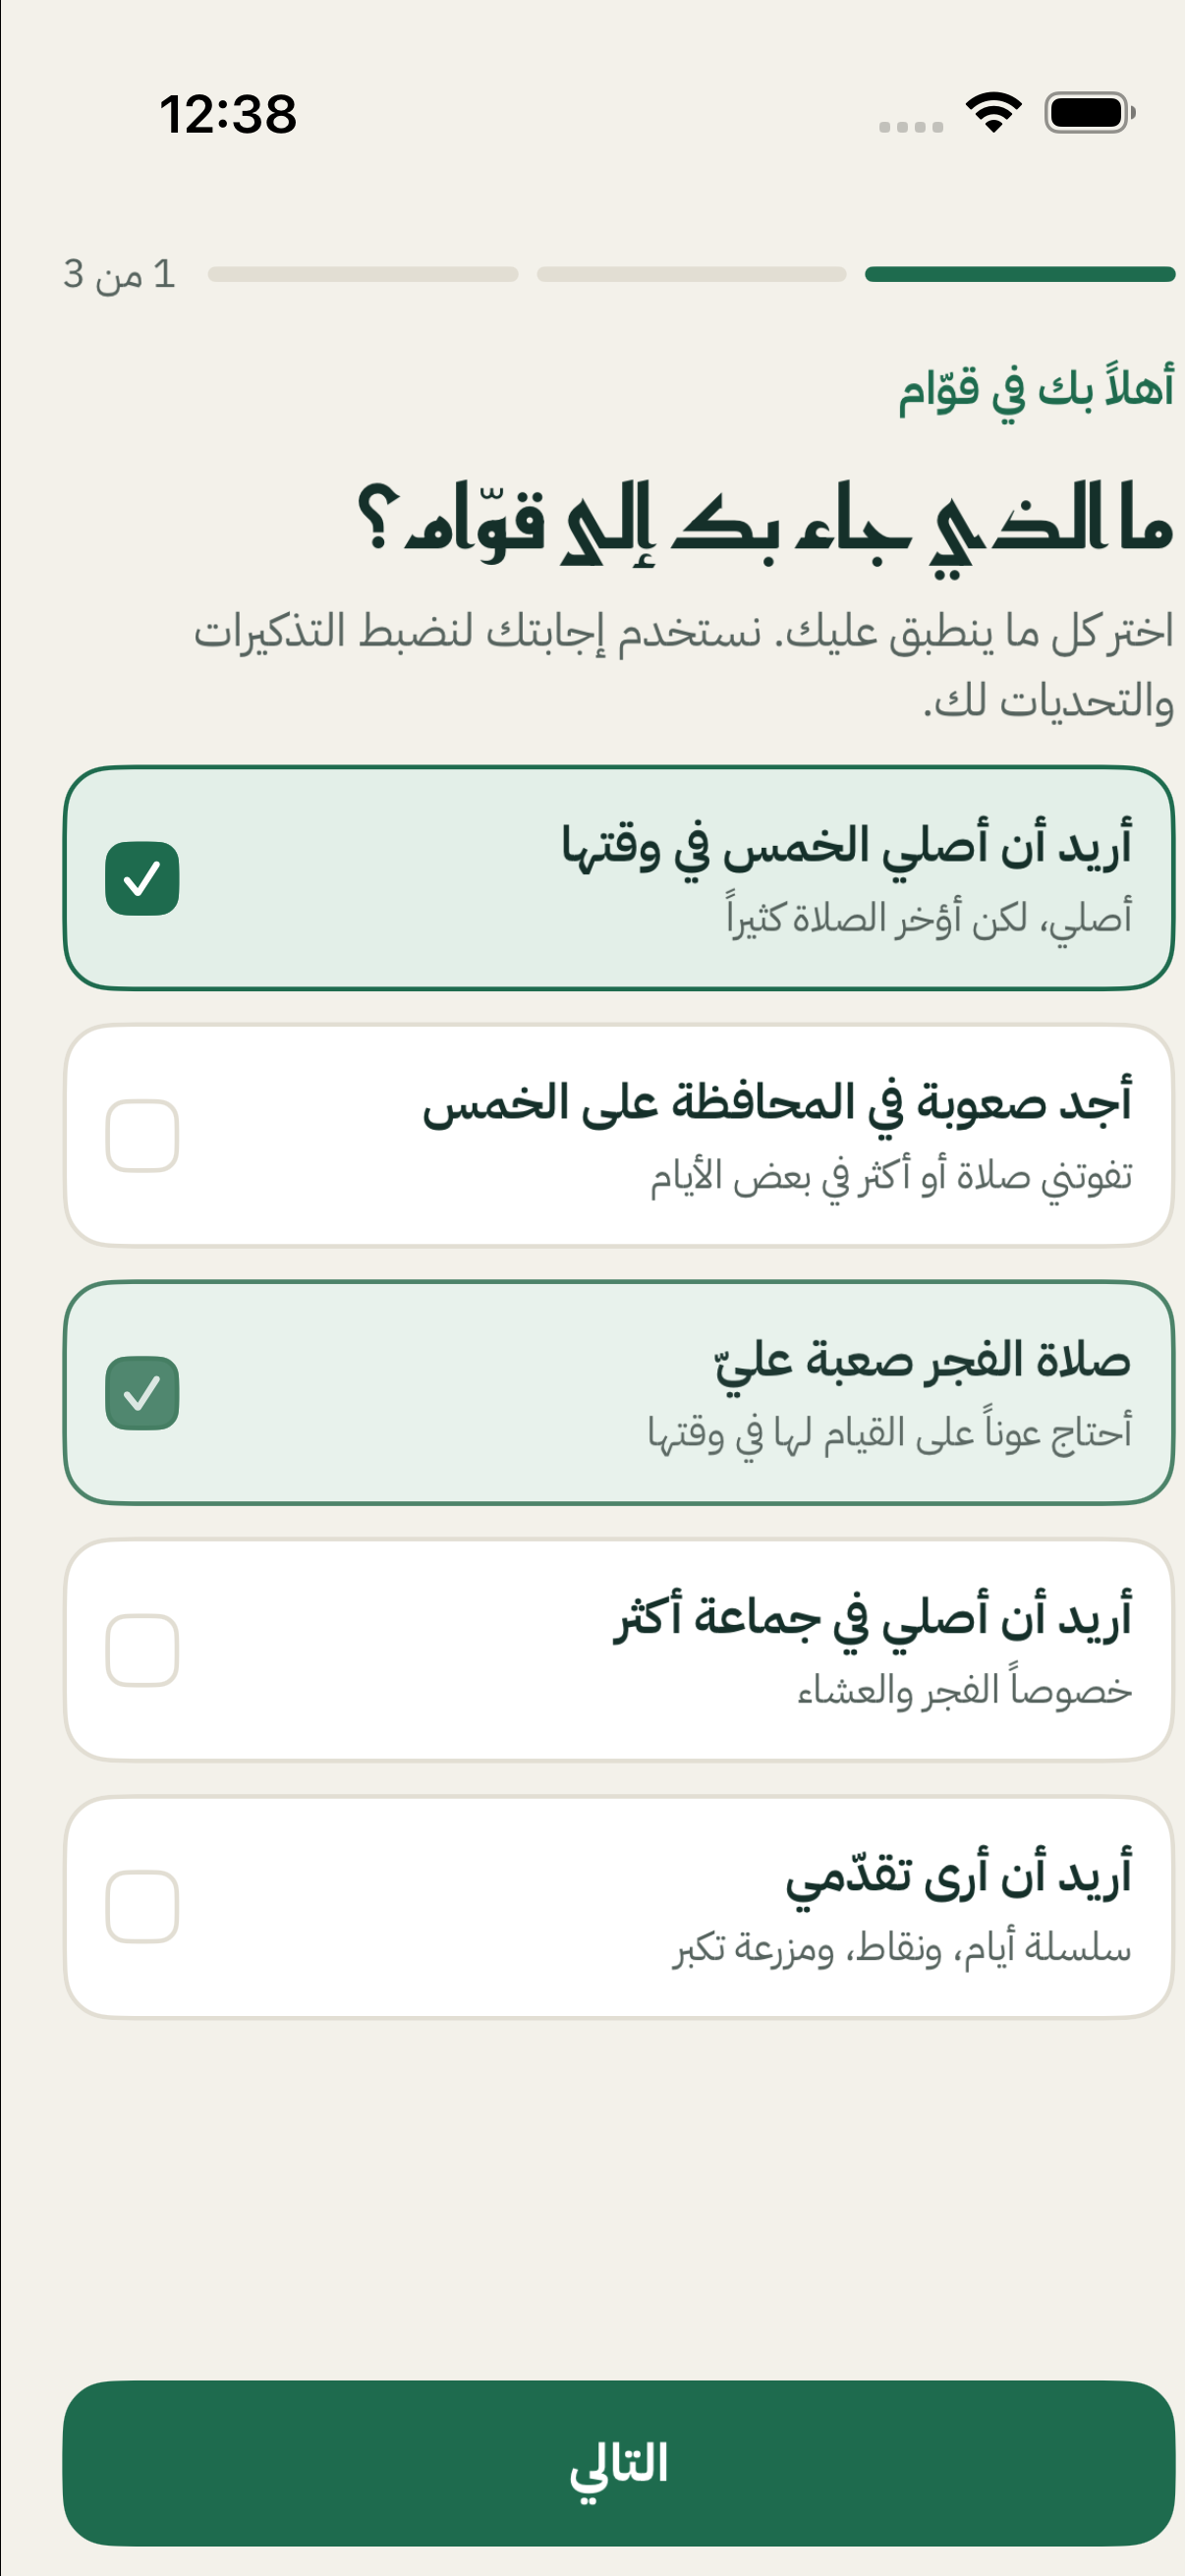 12:38
1 من 3
أهلاً بك في قوّام
ما الذي جاء بك إلى قوّام؟
اختر كل ما ينطبق عليك. نستخدم إجابتك لنضبط التذكيرات
والتحديات لك.
أريد أن أصلي الخمس في وقتها
أصلي، لكن أؤخر الصلاة كثيراً
أجد صعوبة في المحافظة على الخمس
تفوتني صلاة أو أكثر في بعض الأيام
صلاة الفجر صعبة عليّ
أحتاج عوناً على القيام لها في وقتها
أريد أن أصلي في جماعة أكثر
خصوصاً الفجر والعشاء
أريد أن أرى تقدّمي
سلسلة أيام، ونقاط، ومزرعة تكبر
التالي